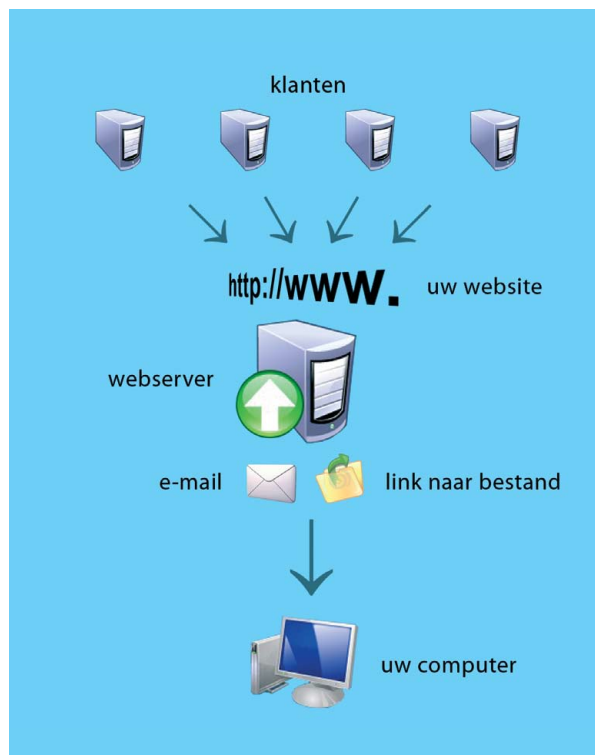 klanten
http://www. uw website
webserver
e-mail link naar bestand
uw computer